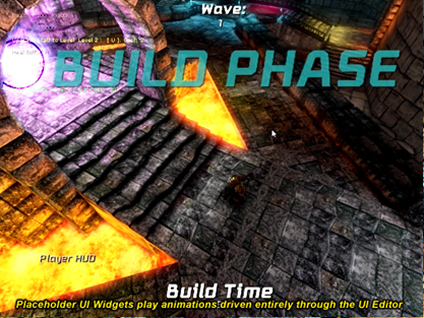 Wave:
1
BUILD PHASE
Player HUD
Build Time
Placeholder UI Widgets play animations driven entirely through the UI Editor